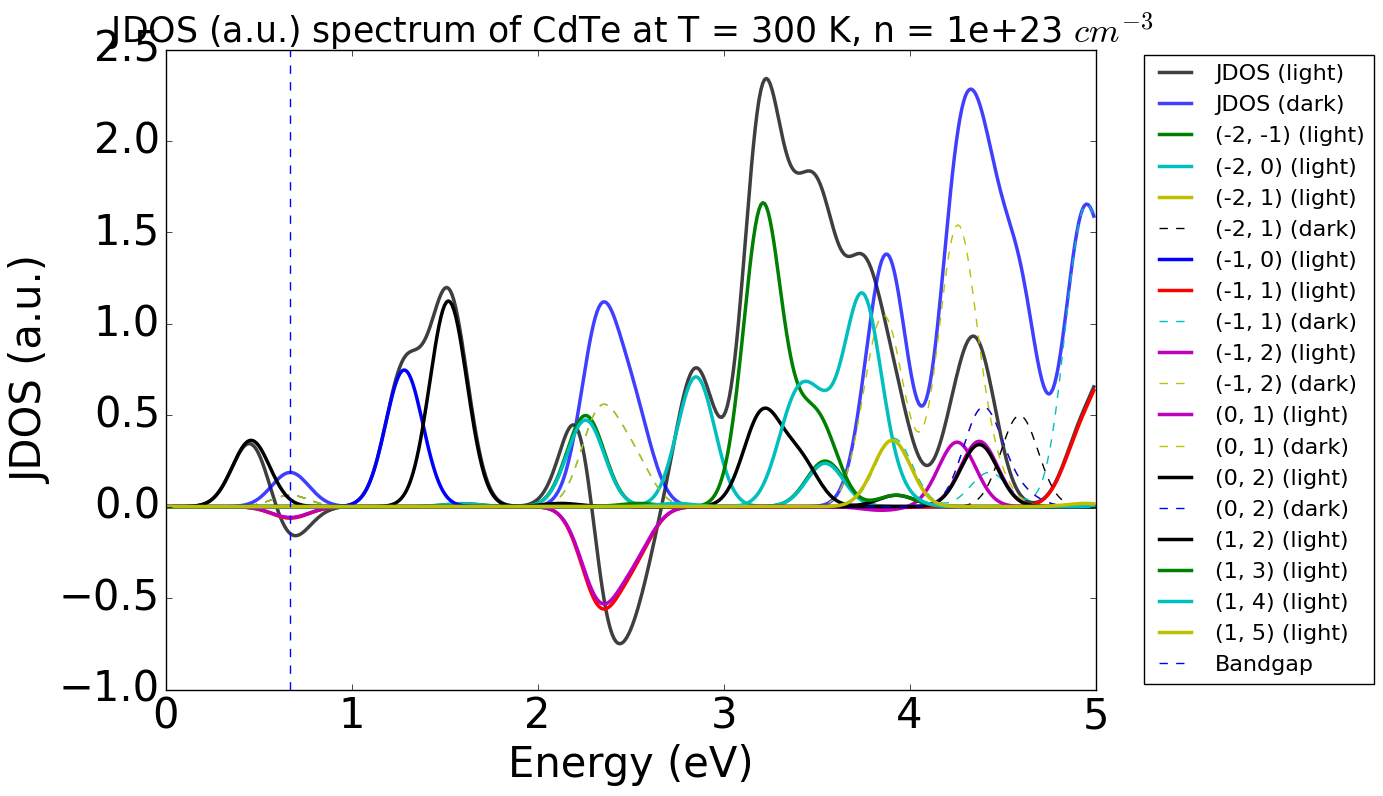 JDOS (a.u.) spectrum of CdTe at T = 300 K, n = 1e+23 cm⁻³
2.5
2.0
1.5
1.0
0.5
0.0
−0.5
−1.0
JDOS (a.u.)
0 1 2 3 4 5
Energy (eV)
JDOS (light)
JDOS (dark)
(-2, -1) (light)
(-2, 0) (light)
(-2, 1) (light)
(-2, 1) (dark)
(-1, 0) (light)
(-1, 1) (light)
(-1, 1) (dark)
(-1, 2) (light)
(-1, 2) (dark)
(0, 1) (light)
(0, 1) (dark)
(0, 2) (light)
(0, 2) (dark)
(1, 2) (light)
(1, 3) (light)
(1, 4) (light)
(1, 5) (light)
Bandgap